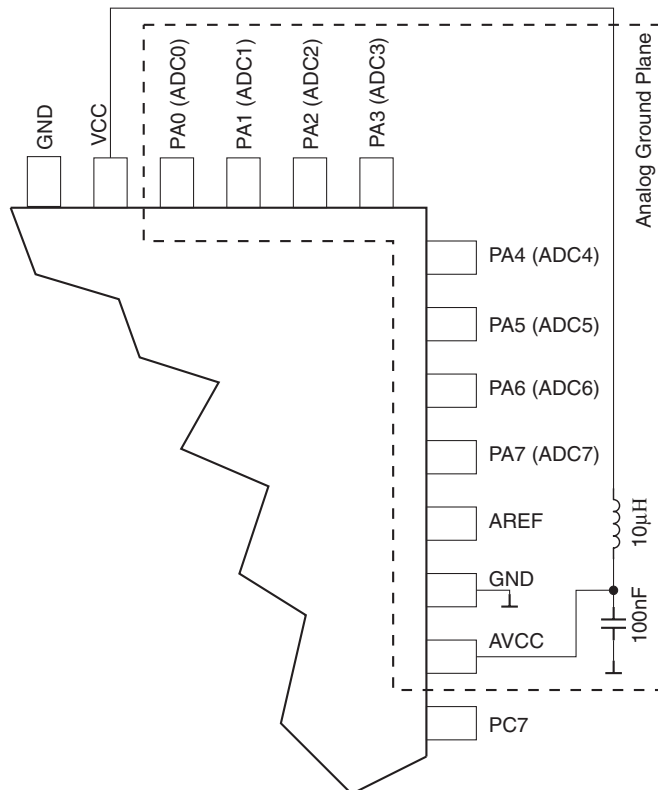 GND
VCC
PA0 (ADC0)
PA1 (ADC1)
PA2 (ADC2)
PA3 (ADC3)
Analog Ground Plane
PA4 (ADC4)
PA5 (ADC5)
PA6 (ADC6)
PA7 (ADC7)
AREF
10μH
GND
AVCC
100nF
PC7